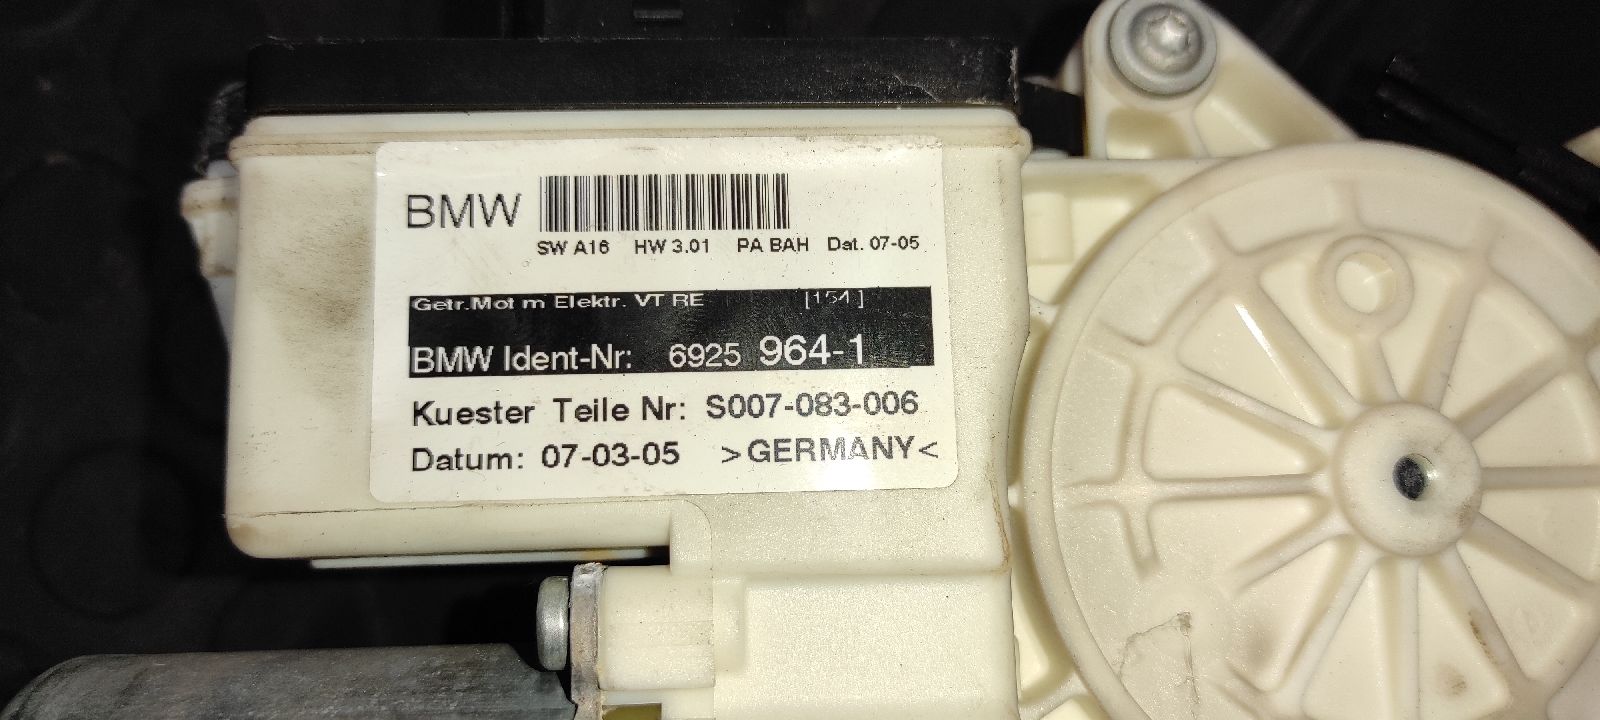 BMW
SW A16 HW 3.01 PA BAH Dat. 07-05
Getr.Mot m Elektr. VT RE [154]
BMW Ident-Nr: 6925 964-1
Kuester Teile Nr: S007-083-006
Datum: 07-03-05 >GERMANY<